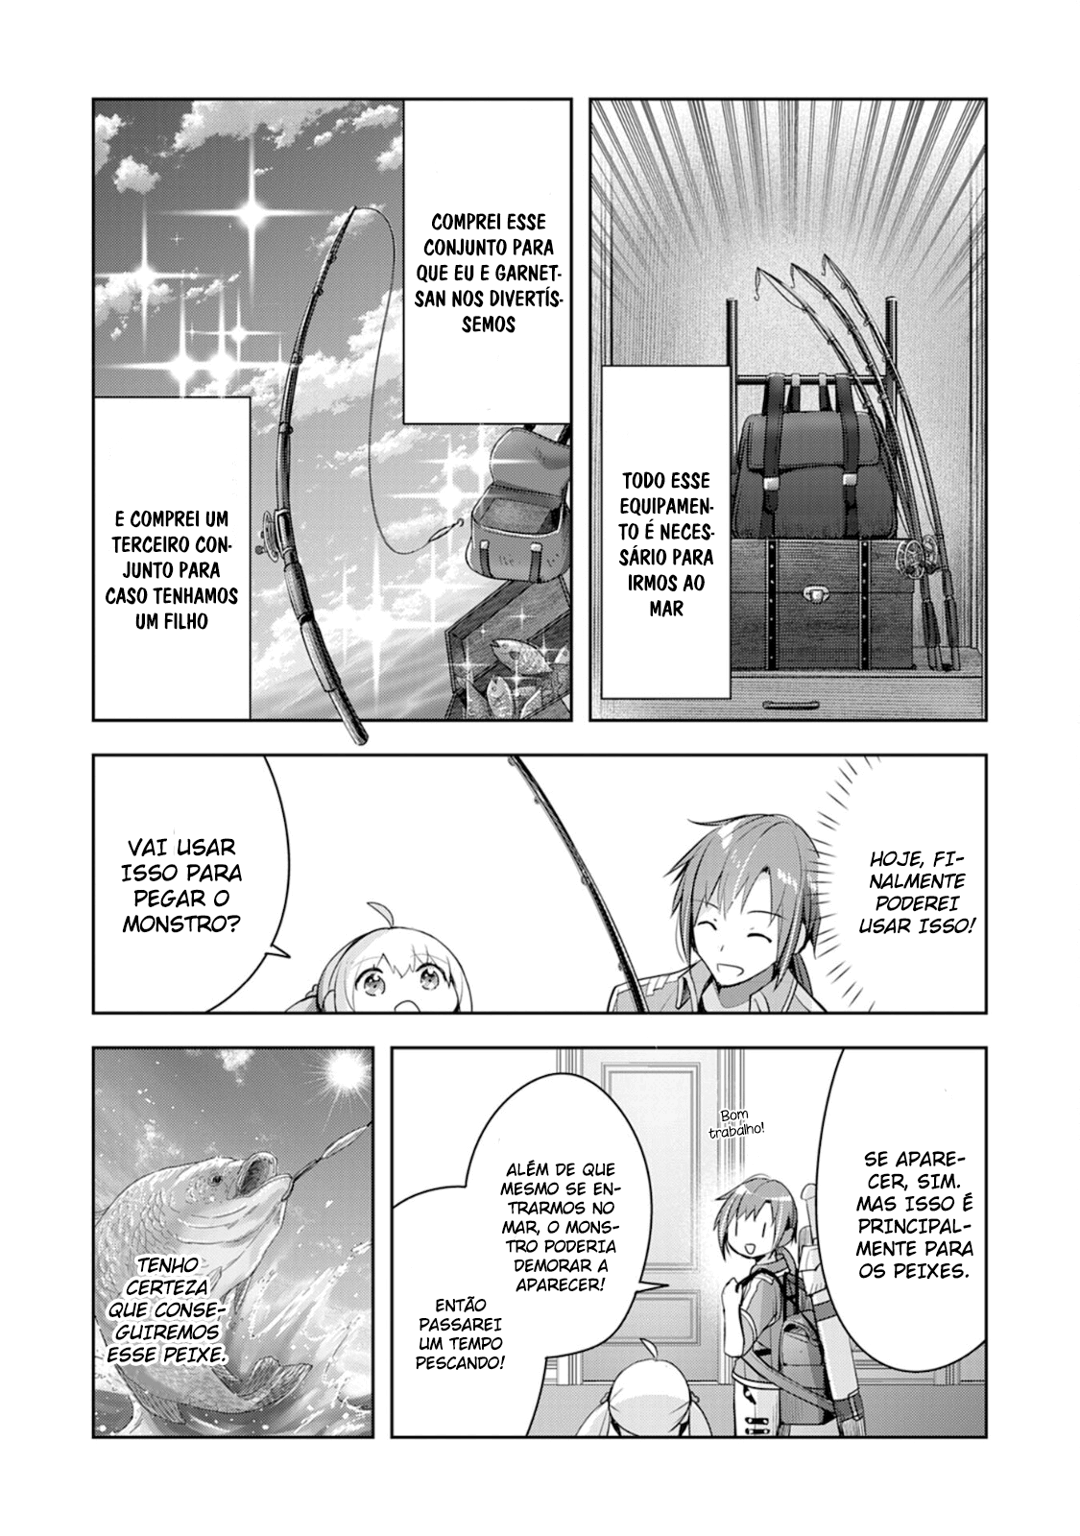 TODO ESSE
EQUIPAMEN-
TO É NECES-
SÁRIO PARA
IRMOS AO
MAR
COMPREI ESSE
CONJUNTO PARA
QUE EU E GARNET-
SAN NOS DIVERTÍS-
SEMOS
E COMPREI UM
TERCEIRO CON-
JUNTO PARA
CASO TENHAMOS
UM FILHO
HOJE, FI-
NALMENTE
PODEREI
USAR ISSO!
VAI USAR
ISSO PARA
PEGAR O
MONSTRO?
SE APARE-
CER, SIM.
MAS ISSO É
PRINCIPAL-
MENTE PARA
OS PEIXES.
Bom
trabalho!
ALÉM DE QUE
MESMO SE EN-
TRARMOS NO
MAR, O MONS-
TRO PODERIA
DEMORAR A
APARECER!
ENTÃO
PASSAREI
UM TEMPO
PESCANDO!
TENHO
CERTEZA
QUE CONSE-
GUIREMOS
ESSE PEIXE.